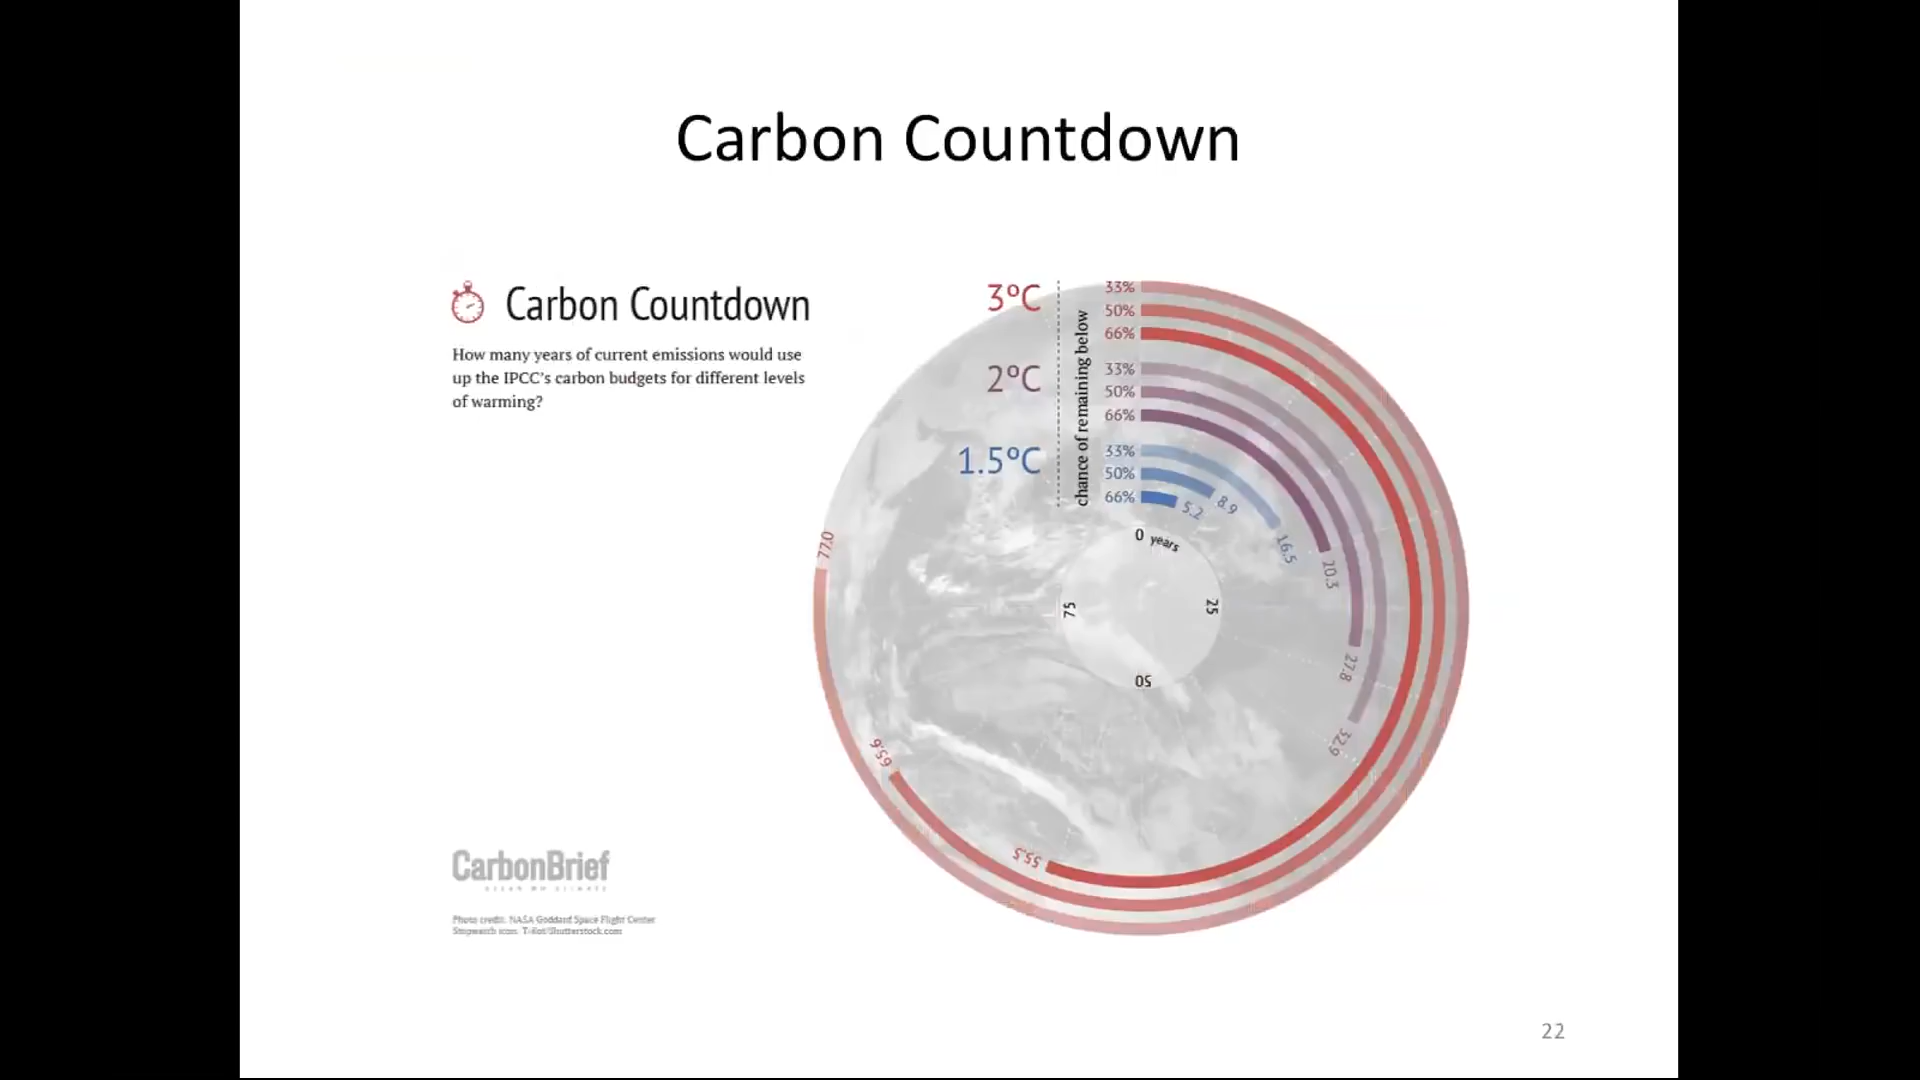 Carbon Countdown
Carbon Countdown
How many years of current emissions would use
up the IPCC's carbon budgets for different levels
of warming?
3°C
2°C
1.5°C
chance of remaining below
33%
50%
66%
33%
50%
66%
33%
50%
66%
5.2
8.9
16.5
20.3
27.8
32.9
55.5
65.6
77.0
0 years
25
50
75
CarbonBrief
Photo credit: NASA Goddard Space Flight Center
Stopwatch icon:
22